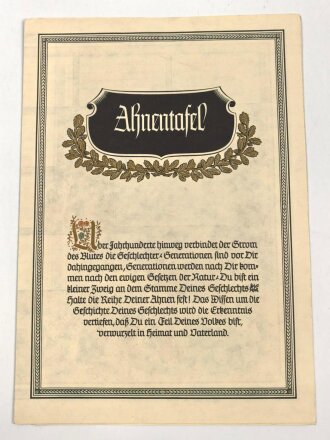 Ahnentafel
Über Jahrhunderte hinweg verbindet der Strom
des Blutes die Geschlechter · Generationen sind vor Dir
dahingegangen, Generationen werden nach Dir kom-
men nach den ewigen Gesetzen der Natur · Du bist ein
kleiner Zweig an dem Stamme Deines Geschlechts
Halte die Reihe Deiner Ahnen fest! Das Wissen um die
Geschichte Deines Geschlechts wird die Erkenntnis
vertiefen, daß Du ein Teil Deines Volkes bist,
verwurzelt in Heimat und Vaterland.